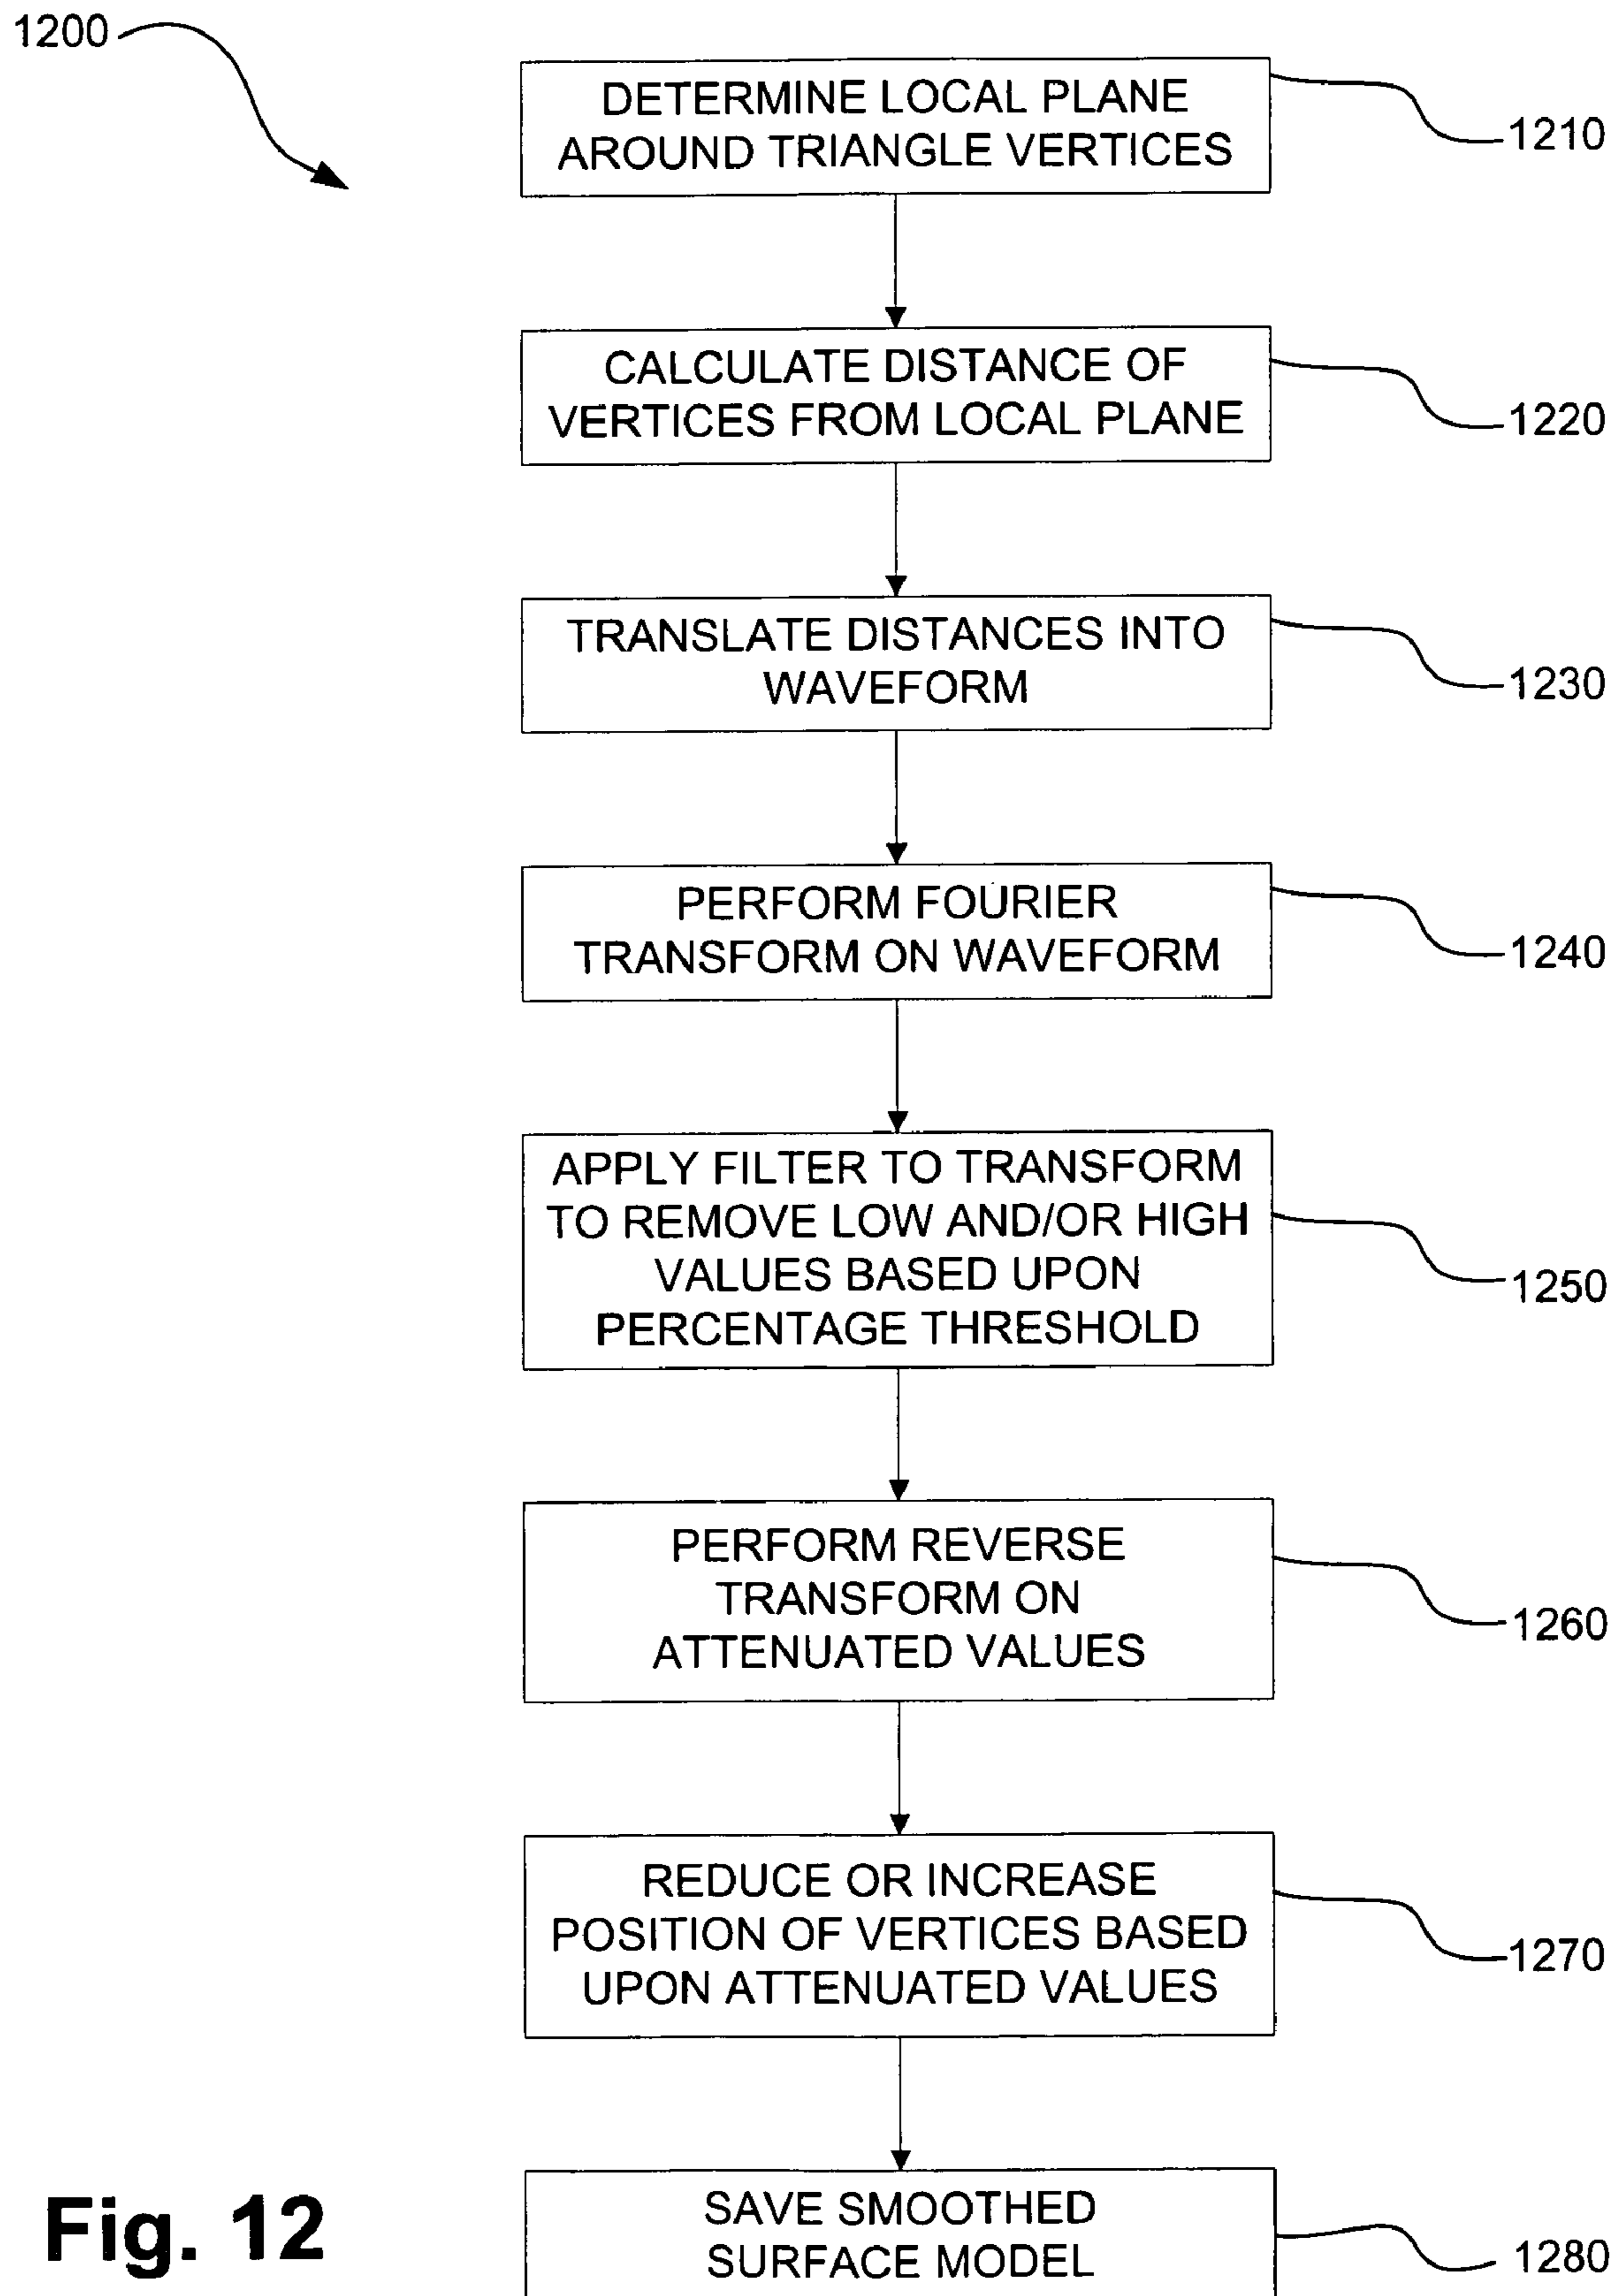 1200
DETERMINE LOCAL PLANE
AROUND TRIANGLE VERTICES
1210
CALCULATE DISTANCE OF
VERTICES FROM LOCAL PLANE
1220
TRANSLATE DISTANCES INTO
WAVEFORM
1230
PERFORM FOURIER
TRANSFORM ON WAVEFORM
1240
APPLY FILTER TO TRANSFORM
TO REMOVE LOW AND/OR HIGH
VALUES BASED UPON
PERCENTAGE THRESHOLD
1250
PERFORM REVERSE
TRANSFORM ON
ATTENUATED VALUES
1260
REDUCE OR INCREASE
POSITION OF VERTICES BASED
UPON ATTENUATED VALUES
1270
SAVE SMOOTHED
SURFACE MODEL
1280
Fig. 12